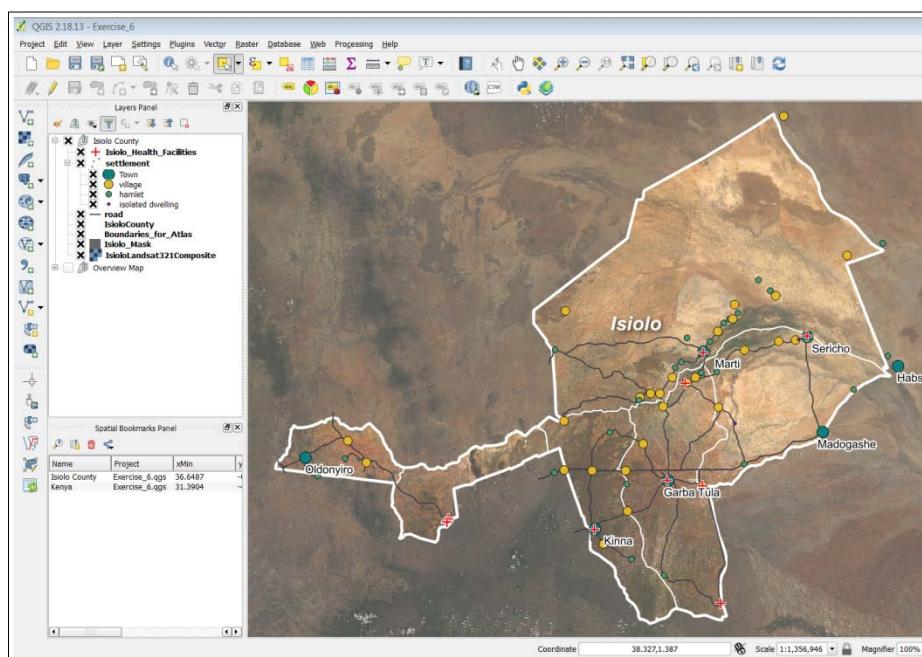 QGIS 2.18.13 - Exercise_6
Project Edit View Layer Settings Plugins Vector Raster Database Web Processing Help
Layers Panel
Isiolo County
Isiolo_Health_Facilities
settlement
Town
village
hamlet
isolated dwelling
road
IsioloCounty
Boundaries_for_Atlas
Isiolo_Mask
IsioloLandsat321Composite
Overview Map
Spatial Bookmarks Panel
Name Project xMin y
Isiolo County Exercise_6.qgs 36.6487
Kenya Exercise_6.qgs 31.3904
Isiolo
Marti
Sericho
Habs
Madogashe
Oldonyiro
Garba Tula
Kinna
Coordinate 38.327,1.387 Scale 1:1,356,946 Magnifier 100%